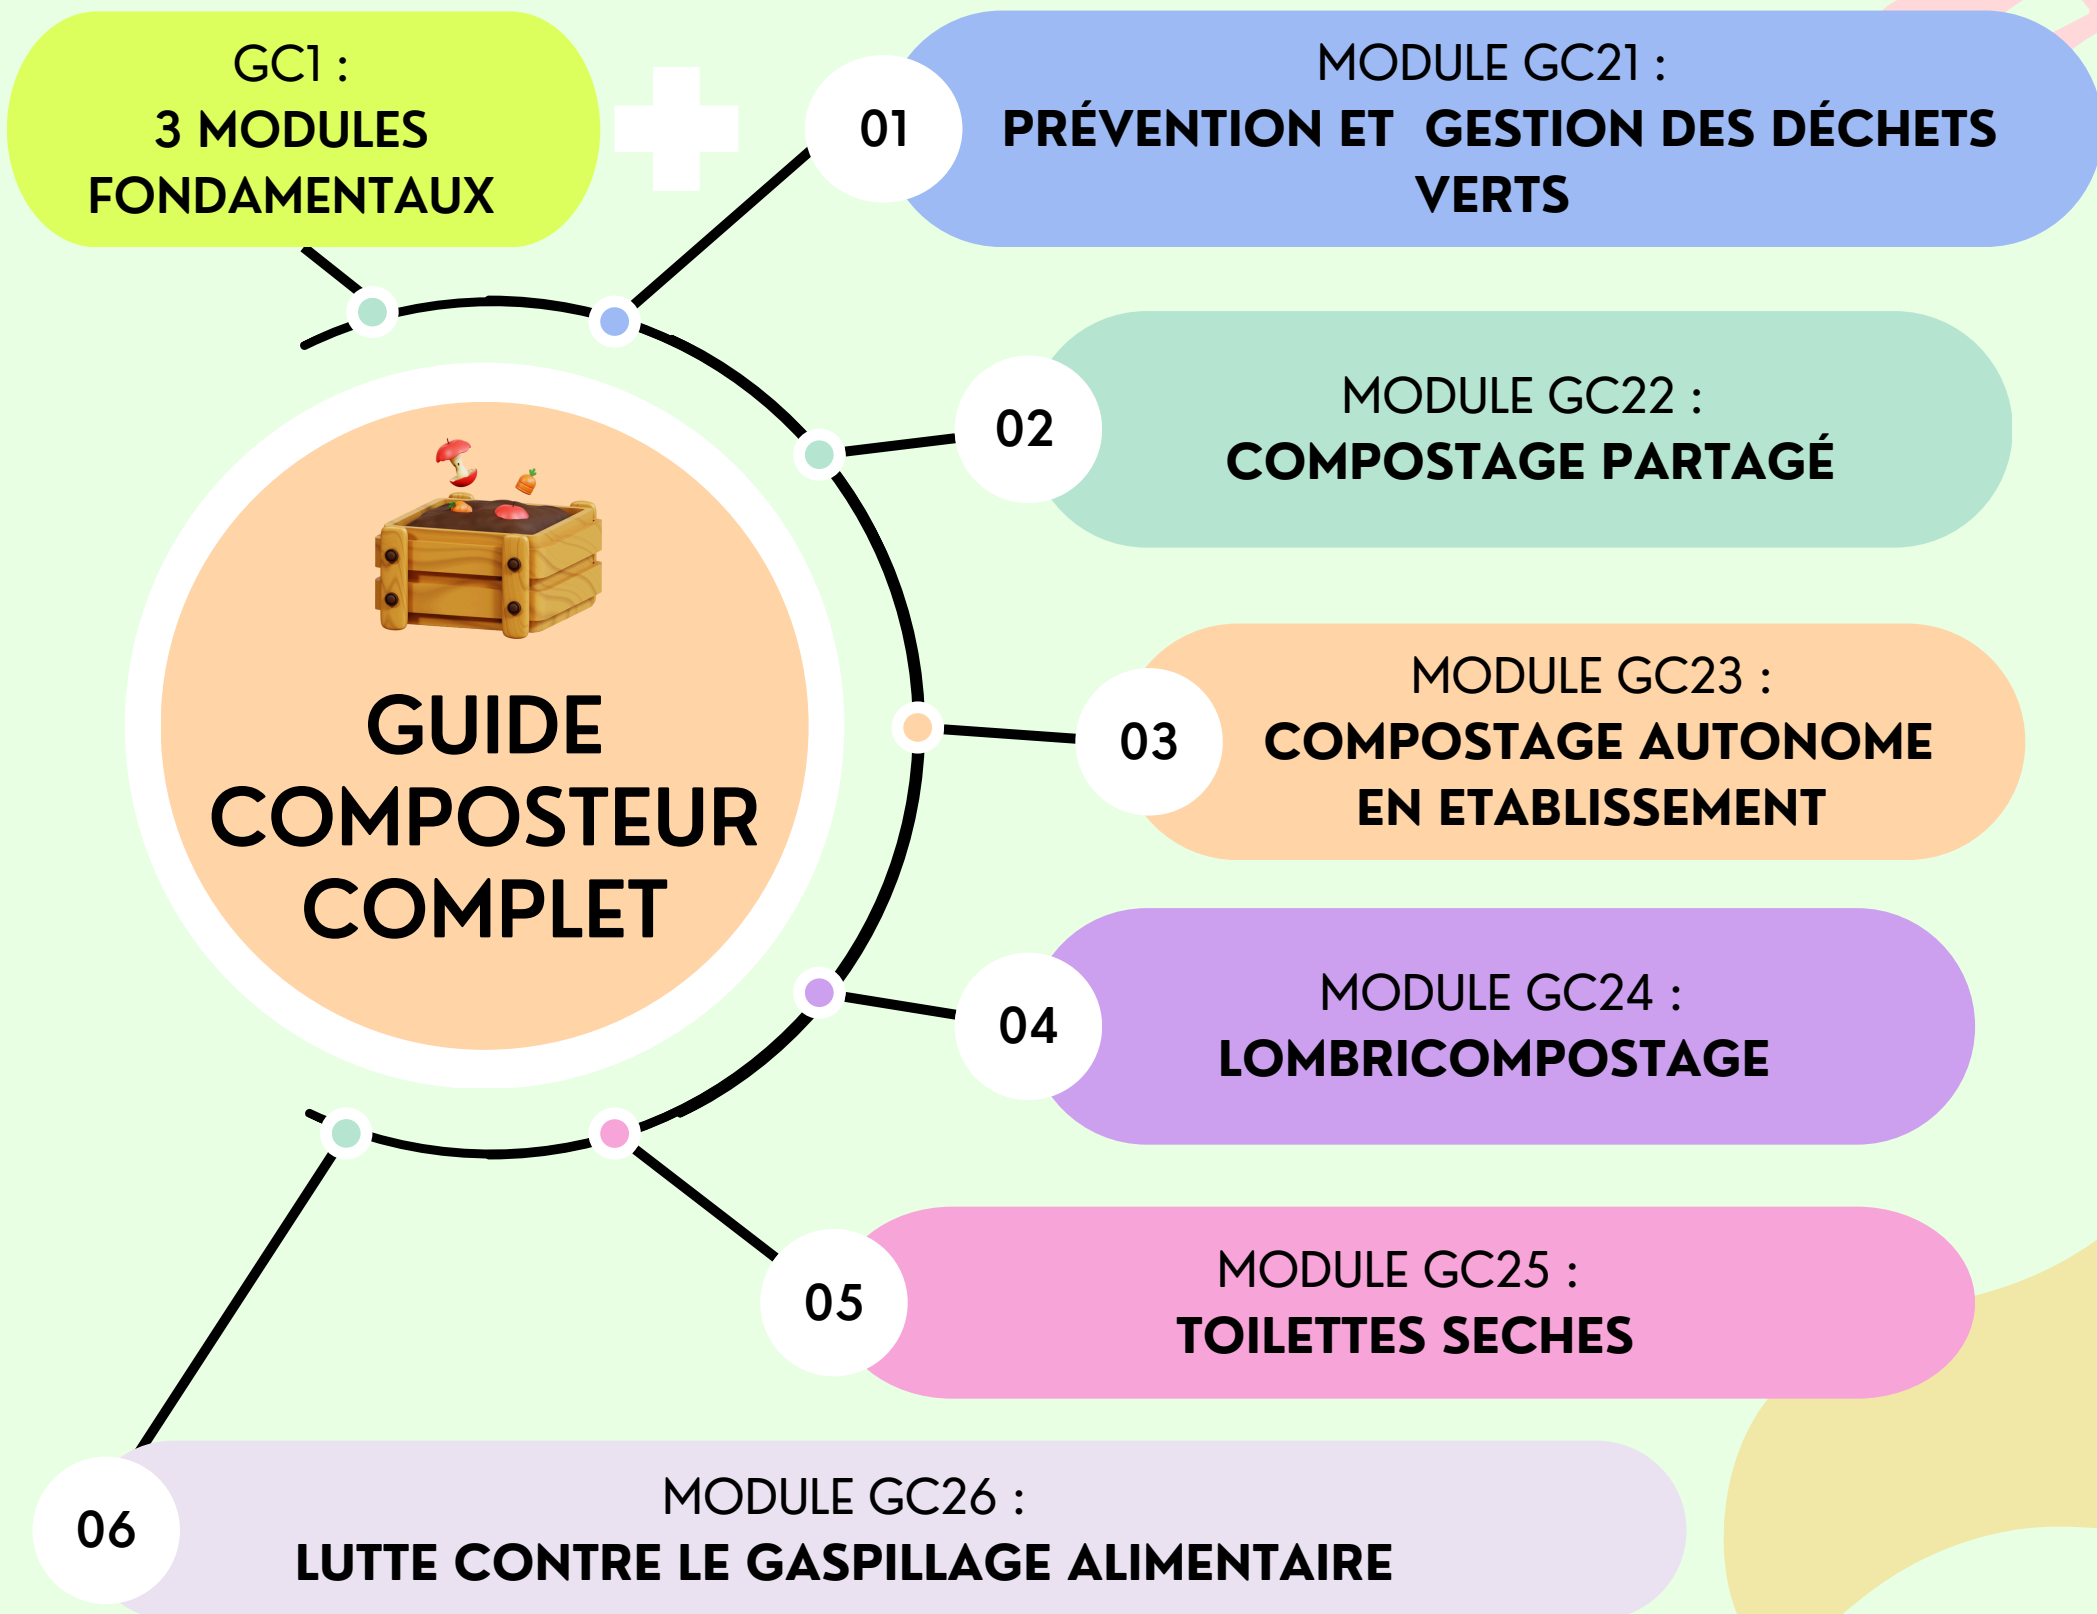 GC1 :
3 MODULES
FONDAMENTAUX
01
MODULE GC21 :
PRÉVENTION ET GESTION DES DÉCHETS
VERTS
02
MODULE GC22 :
COMPOSTAGE PARTAGÉ
GUIDE
COMPOSTEUR
COMPLET
03
MODULE GC23 :
COMPOSTAGE AUTONOME
EN ETABLISSEMENT
04
MODULE GC24 :
LOMBRICOMPOSTAGE
05
MODULE GC25 :
TOILETTES SECHES
06
MODULE GC26 :
LUTTE CONTRE LE GASPILLAGE ALIMENTAIRE